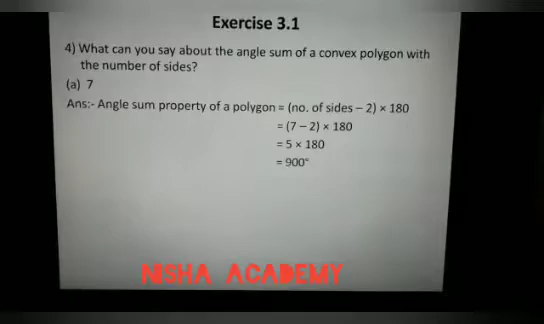 Exercise 3.1
4) What can you say about the angle sum of a convex polygon with
the number of sides?
(a) 7
Ans:- Angle sum property of a polygon = (no. of sides – 2) × 180
= (7 – 2) × 180
= 5 × 180
= 900°
NISHA ACADEMY